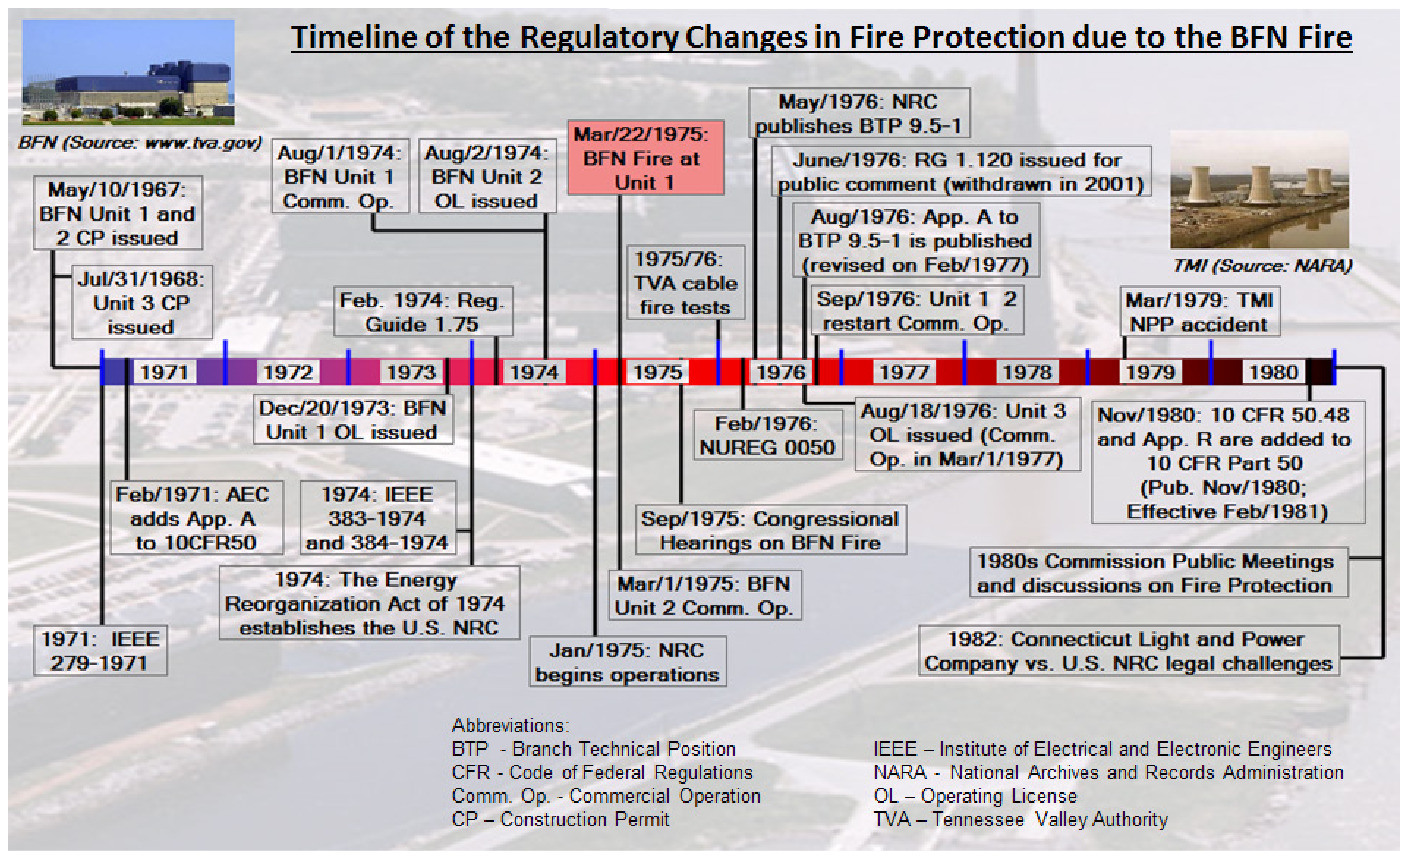 Timeline of the Regulatory Changes in Fire Protection due to the BFN Fire
BFN (Source: www.tva.gov)
May/10/1967:
BFN Unit 1 and
2 CP issued
Jul/31/1968:
Unit 3 CP
issued
Aug/1/1974:
BFN Unit 1
Comm. Op.
Aug/2/1974:
BFN Unit 2
OL issued
Feb. 1974: Reg.
Guide 1.75
Mar/22/1975:
BFN Fire at
Unit 1
1975/76:
TVA cable
fire tests
May/1976: NRC
publishes BTP 9.5-1
June/1976: RG 1.120 issued for
public comment (withdrawn in 2001)
Aug/1976: App. A to
BTP 9.5-1 is published
(revised on Feb/1977)
Sep/1976: Unit 1 2
restart Comm. Op.
TMI (Source: NARA)
Mar/1979: TMI
NPP accident
1971 1972 1973 1974 1975 1976 1977 1978 1979 1980
Dec/20/1973: BFN
Unit 1 OL issued
Feb/1971: AEC
adds App. A
to 10CFR50
1974: IEEE
383-1974
and 384-1974
1974: The Energy
Reorganization Act of 1974
establishes the U.S. NRC
1971: IEEE
279-1971
Feb/1976:
NUREG 0050
Sep/1975: Congressional
Hearings on BFN Fire
Mar/1/1975: BFN
Unit 2 Comm. Op.
Jan/1975: NRC
begins operations
Aug/18/1976: Unit 3
OL issued (Comm.
Op. in Mar/1/1977)
Nov/1980: 10 CFR 50.48
and App. R are added to
10 CFR Part 50
(Pub. Nov/1980;
Effective Feb/1981)
1980s Commission Public Meetings
and discussions on Fire Protection
1982: Connecticut Light and Power
Company vs. U.S. NRC legal challenges
Abbreviations:
BTP - Branch Technical Position
CFR - Code of Federal Regulations
Comm. Op. - Commercial Operation
CP – Construction Permit
IEEE – Institute of Electrical and Electronic Engineers
NARA - National Archives and Records Administration
OL – Operating License
TVA – Tennessee Valley Authority